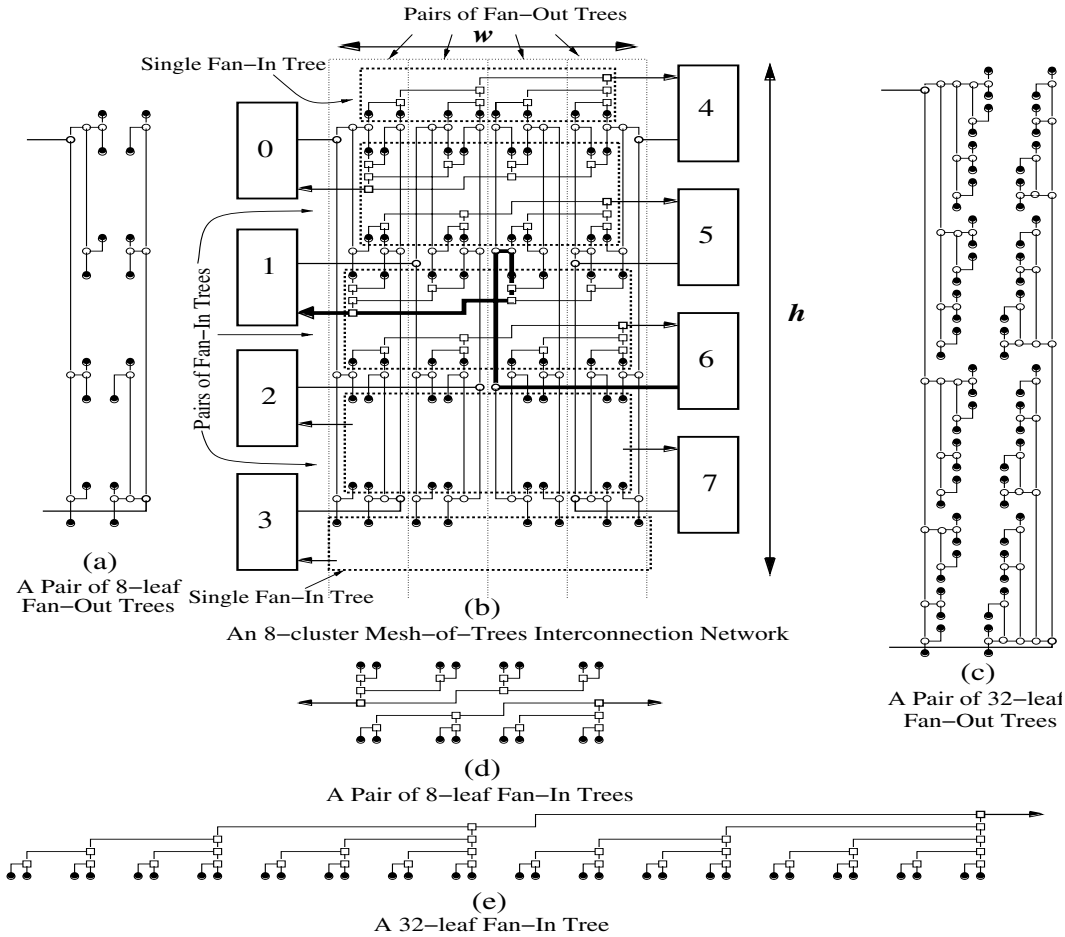 Pairs of Fan−Out Trees
w
Single Fan−In Tree
0
4
1
5
Pairs of Fan−In Trees
h
2
6
3
7
(a)
A Pair of 8-leaf
Fan−Out Trees
Single Fan−In Tree
(b)
An 8−cluster Mesh−of−Trees Interconnection Network
(c)
A Pair of 32-leaf
Fan−Out Trees
(d)
A Pair of 8−leaf Fan−In Trees
(e)
A 32−leaf Fan−In Tree